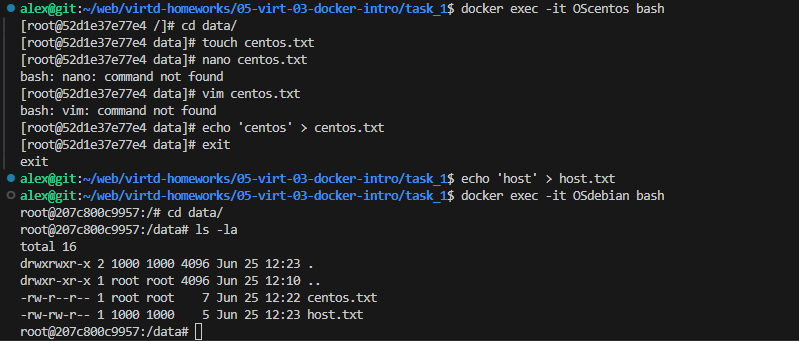 alex@git:~/web/virtd-homeworks/05-virt-03-docker-intro/task_1$ docker exec -it OScentos bash
[root@52d1e37e77e4 /]# cd data/
[root@52d1e37e77e4 data]# touch centos.txt
[root@52d1e37e77e4 data]# nano centos.txt
bash: nano: command not found
[root@52d1e37e77e4 data]# vim centos.txt
bash: vim: command not found
[root@52d1e37e77e4 data]# echo 'centos' > centos.txt
[root@52d1e37e77e4 data]# exit
exit
alex@git:~/web/virtd-homeworks/05-virt-03-docker-intro/task_1$ echo 'host' > host.txt
alex@git:~/web/virtd-homeworks/05-virt-03-docker-intro/task_1$ docker exec -it OSdebian bash
root@207c800c9957:/# cd data/
root@207c800c9957:/data# ls -la
total 16
drwxrwxr-x 2 1000 1000 4096 Jun 25 12:23 .
drwxr-xr-x 1 root root 4096 Jun 25 12:10 ..
-rw-r--r-- 1 root root    7 Jun 25 12:22 centos.txt
-rw-rw-r-- 1 1000 1000    5 Jun 25 12:23 host.txt
root@207c800c9957:/data#